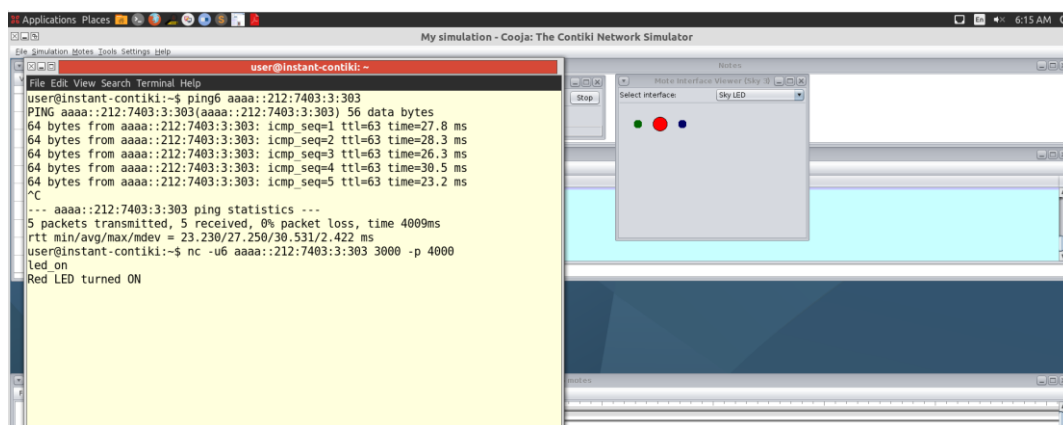 Applications Places
En
6:15 AM
My simulation - Cooja: The Contiki Network Simulator
File Simulation Motes Tools Settings Help
user@instant-contiki: ~
File Edit View Search Terminal Help
user@instant-contiki:~$ ping6 aaaa::212:7403:3:303
PING aaaa::212:7403:3:303(aaaa::212:7403:3:303) 56 data bytes
64 bytes from aaaa::212:7403:3:303: icmp_seq=1 ttl=63 time=27.8 ms
64 bytes from aaaa::212:7403:3:303: icmp_seq=2 ttl=63 time=28.3 ms
64 bytes from aaaa::212:7403:3:303: icmp_seq=3 ttl=63 time=26.3 ms
64 bytes from aaaa::212:7403:3:303: icmp_seq=4 ttl=63 time=30.5 ms
64 bytes from aaaa::212:7403:3:303: icmp_seq=5 ttl=63 time=23.2 ms
^C
--- aaaa::212:7403:3:303 ping statistics ---
5 packets transmitted, 5 received, 0% packet loss, time 4009ms
rtt min/avg/max/mdev = 23.230/27.250/30.531/2.422 ms
user@instant-contiki:~$ nc -u6 aaaa::212:7403:3:303 3000 -p 4000
led_on
Red LED turned ON
Stop
Mote Interface Viewer (Sky 3)
Select interface:
Sky LED
Notes
motes